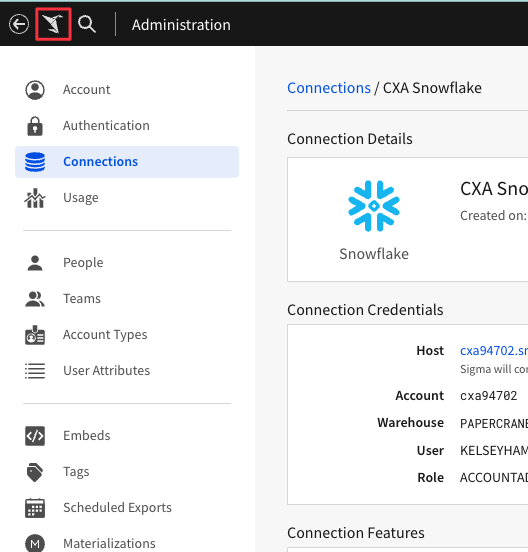 Administration
Account
Authentication
Connections
Usage
People
Teams
Account Types
User Attributes
Embeds
Tags
Scheduled Exports
M Materializations
Connections / CXA Snowflake
Connection Details
Snowflake
CXA Sno
Created on:
Connection Credentials
Host cxa94702.sn
Sigma will con
Account cxa94702
Warehouse PAPERCRANE
User KELSEYHAM
Role ACCOUNTAD
Connection Features